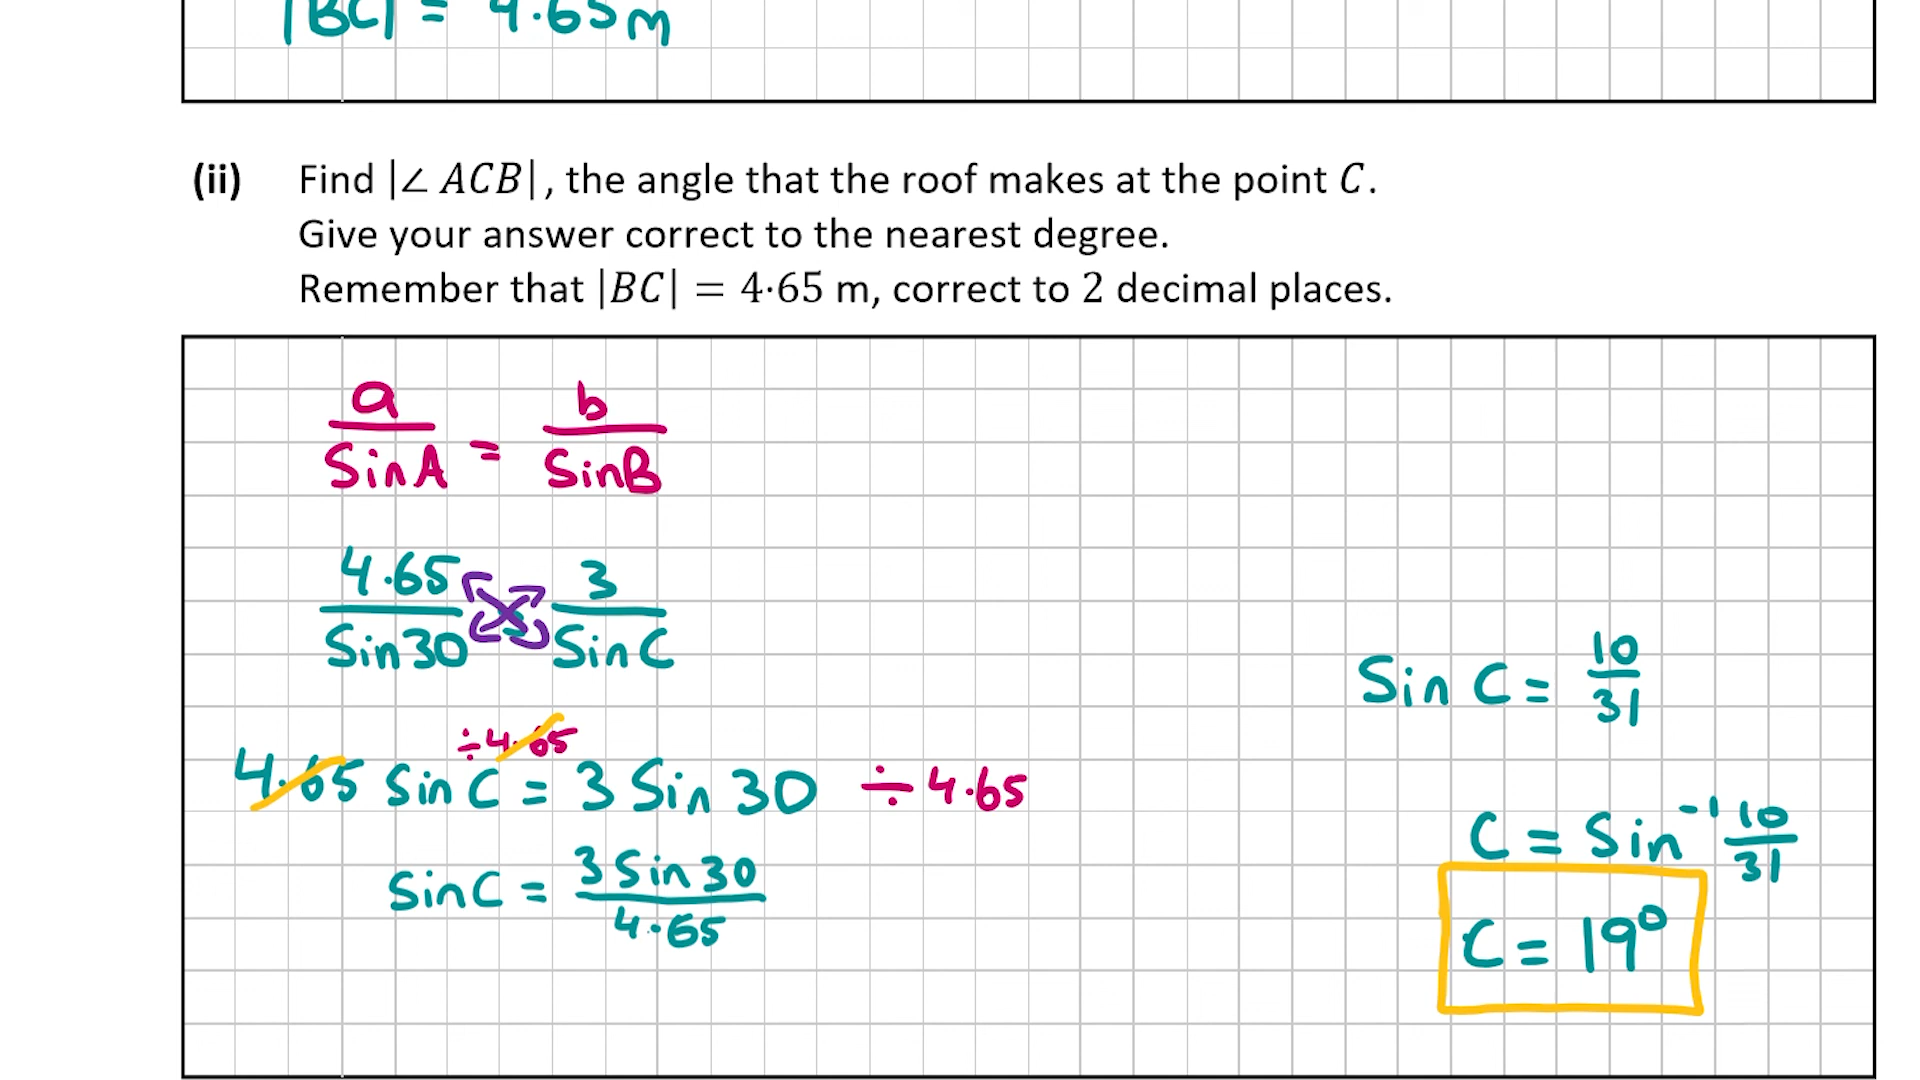 |BC| = 4.65m
(ii) Find |∠ ACB|, the angle that the roof makes at the point C.
Give your answer correct to the nearest degree.
Remember that |BC| = 4·65 m, correct to 2 decimal places.
a/SinA = b/SinB
4.65/Sin30 = 3/SinC
÷4.65
4.65 Sin C = 3 Sin 30 ÷4.65
SinC = 3Sin30/4.65
Sin C = 10/31
C = Sin⁻¹ 10/31
C = 19⁰